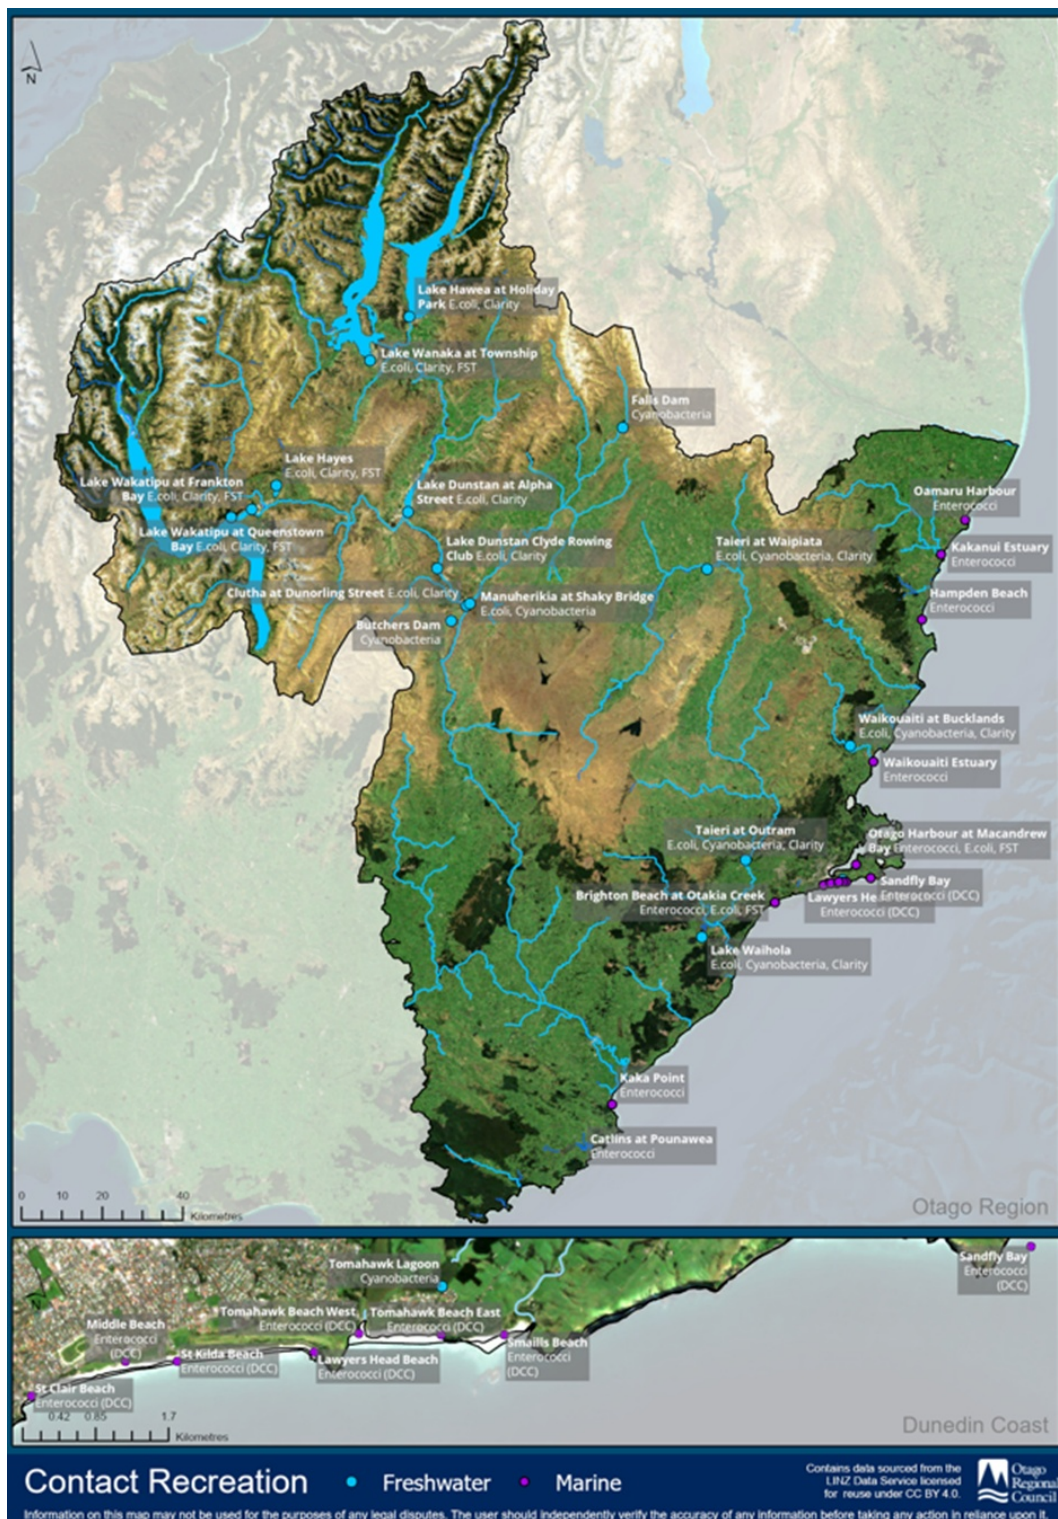 N
Lake Hawea at Holiday
Park E.coli, Clarity
Lake Wanaka at Township
E.coli, Clarity, FST
Falls Dam
Cyanobacteria
Lake Hayes
E.coli, Clarity, FST
Lake Wakatipu at Frankton
Bay E.coli, Clarity, FST
Lake Dunstan at Alpha
Street E.coli, Clarity
Oamaru Harbour
Enterococci
Lake Wakatipu at Queenstown
Bay E.coli, Clarity, FST
Lake Dunstan Clyde Rowing
Club E.coli, Clarity
Taieri at Waipiata
E.coli, Cyanobacteria, Clarity
Kakanui Estuary
Enterococci
Clutha at Dunorling Street E.coli, Clarity
Manuherikia at Shaky Bridge
E.coli, Cyanobacteria
Hampden Beach
Enterococci
Butchers Dam
Cyanobacteria
Waikouaiti at Bucklands
E.coli, Cyanobacteria, Clarity
Waikouaiti Estuary
Enterococci
Taieri at Outram
E.coli, Cyanobacteria, Clarity
Otago Harbour at Macandrew
Bay Enterococci, E.coli, FST
Sandfly Bay
Enterococci (DCC)
Brighton Beach at Otakia Creek
Enterococci, E.coli, FST
Lawyers He
Enterococci (DCC)
Lake Waihola
E.coli, Cyanobacteria, Clarity
Kaka Point
Enterococci
Catlins at Pounawea
Enterococci
0 10 20 40
Kilometres
Otago Region
Tomahawk Lagoon
Cyanobacteria
Sandfly Bay
Enterococci
(DCC)
Middle Beach
Enterococci
(DCC)
Tomahawk Beach West
Enterococci (DCC)
Tomahawk Beach East
Enterococci (DCC)
St Kilda Beach
Enterococci (DCC)
Lawyers Head Beach
Enterococci (DCC)
Smaills Beach
Enterococci
(DCC)
St Clair Beach
Enterococci (DCC)
0.42 0.85 1.7
Kilometres
Dunedin Coast
Contact Recreation
Freshwater
Marine
Contains data sourced from the
LINZ Data Service licensed
for reuse under CC BY 4.0.
Otago
Regional
Council
Information on this map may not be used for the purposes of any legal disputes. The user should independently verify the accuracy of any information before taking any action in reliance upon it.